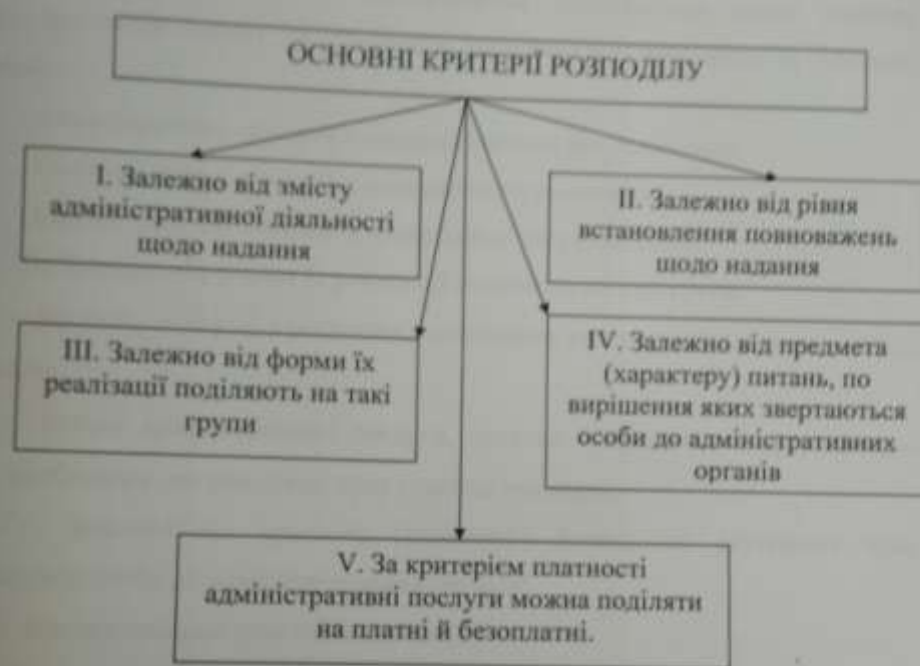 ОСНОВНІ КРИТЕРІЇ РОЗПОДІЛУ
I. Залежно від змісту
адміністративної діяльності
щодо надання
II. Залежно від рівня
встановлення повноважень
щодо надання
III. Залежно від форми їх
реалізації поділяють на такі
групи
IV. Залежно від предмета
(характеру) питань, по
вирішення яких звертаються
особи до адміністративних
органів
V. За критерієм платності
адміністративні послуги можна поділяти
на платні й безоплатні.